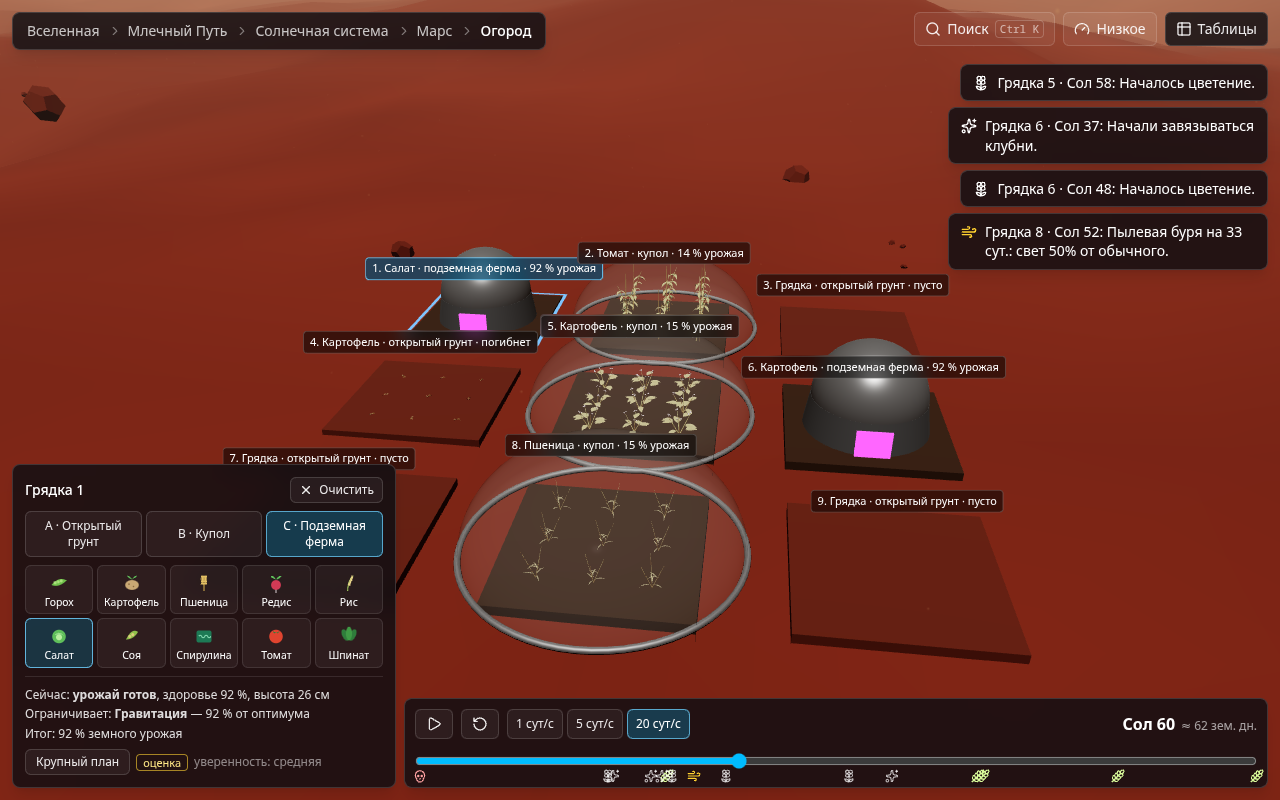 Вселенная > Млечный Путь > Солнечная система > Марс > Огород
Поиск Ctrl K
Низкое
Таблицы
Грядка 5 · Сол 58: Началось цветение.
Грядка 6 · Сол 37: Начали завязываться
клубни.
Грядка 6 · Сол 48: Началось цветение.
Грядка 8 · Сол 52: Пылевая буря на 33
сут.: свет 50% от обычного.
1. Салат · подземная ферма · 92 % урожая
2. Томат · купол · 14 % урожая
3. Грядка · открытый грунт · пусто
4. Картофель · открытый грунт · погибнет
5. Картофель · купол · 15 % урожая
6. Картофель · подземная ферма · 92 % урожая
7. Грядка · открытый грунт · пусто
8. Пшеница · купол · 15 % урожая
9. Грядка · открытый грунт · пусто
Грядка 1
Очистить
A · Открытый
грунт
B · Купол
C · Подземная
ферма
Горох
Картофель
Пшеница
Редис
Рис
Салат
Соя
Спирулина
Томат
Шпинат
Сейчас: урожай готов, здоровье 92 %, высота 26 см
Ограничивает: Гравитация — 92 % от оптимума
Итог: 92 % земного урожая
Крупный план
оценка
уверенность: средняя
1 сут/с
5 сут/с
20 сут/с
Сол 60 ≈ 62 зем. дн.